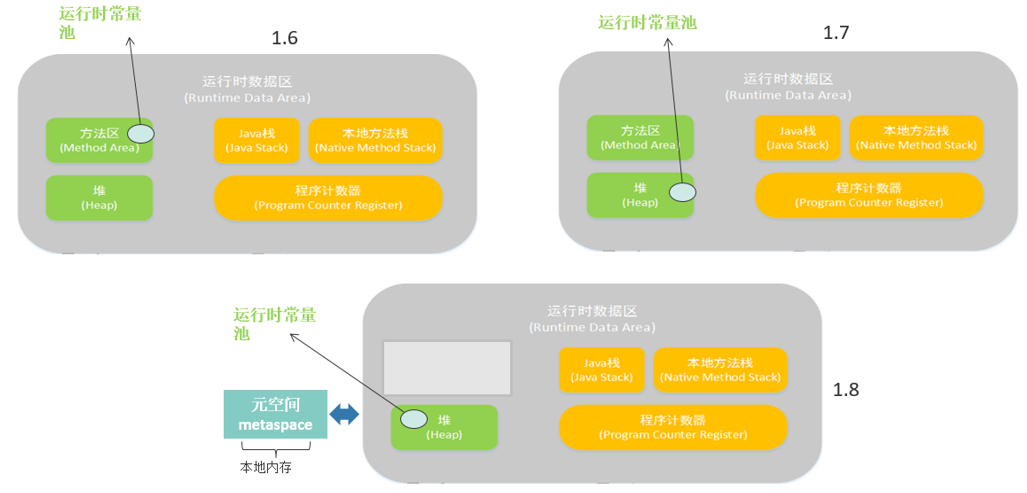 运行时常量
池
1.6
运行时数据区
(Runtime Data Area)
方法区
(Method Area)
Java栈
(Java Stack)
本地方法栈
(Native Method Stack)
堆
(Heap)
程序计数器
(Program Counter Register)
运行时常量池
1.7
运行时数据区
(Runtime Data Area)
方法区
(Method Area)
Java栈
(Java Stack)
本地方法栈
(Native Method Stack)
堆
(Heap)
程序计数器
(Program Counter Register)
运行时常量
池
运行时数据区
(Runtime Data Area)
Java栈
(Java Stack)
本地方法栈
(Native Method Stack)
1.8
元空间
metaspace
堆
(Heap)
程序计数器
(Program Counter Register)
本地内存